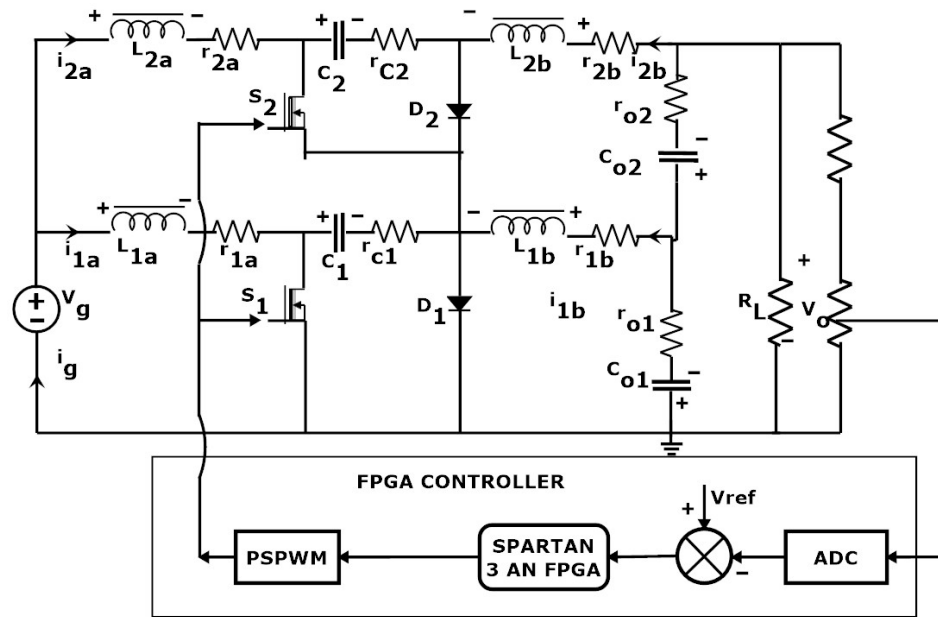 + - + - - +
L2a r2a C2 rC2 L2b r2b i2b
i2a
S2 D2 ro2
-
Co2 +
+ - + - - +
i1a L1a r1a C1 rc1 L1b r1b
S1 D1 i1b ro1
+ Vg - RL + Vo -
ig
Co1 - +
FPGA CONTROLLER
Vref
+
PSPWM SPARTAN ADC
3 AN FPGA
-